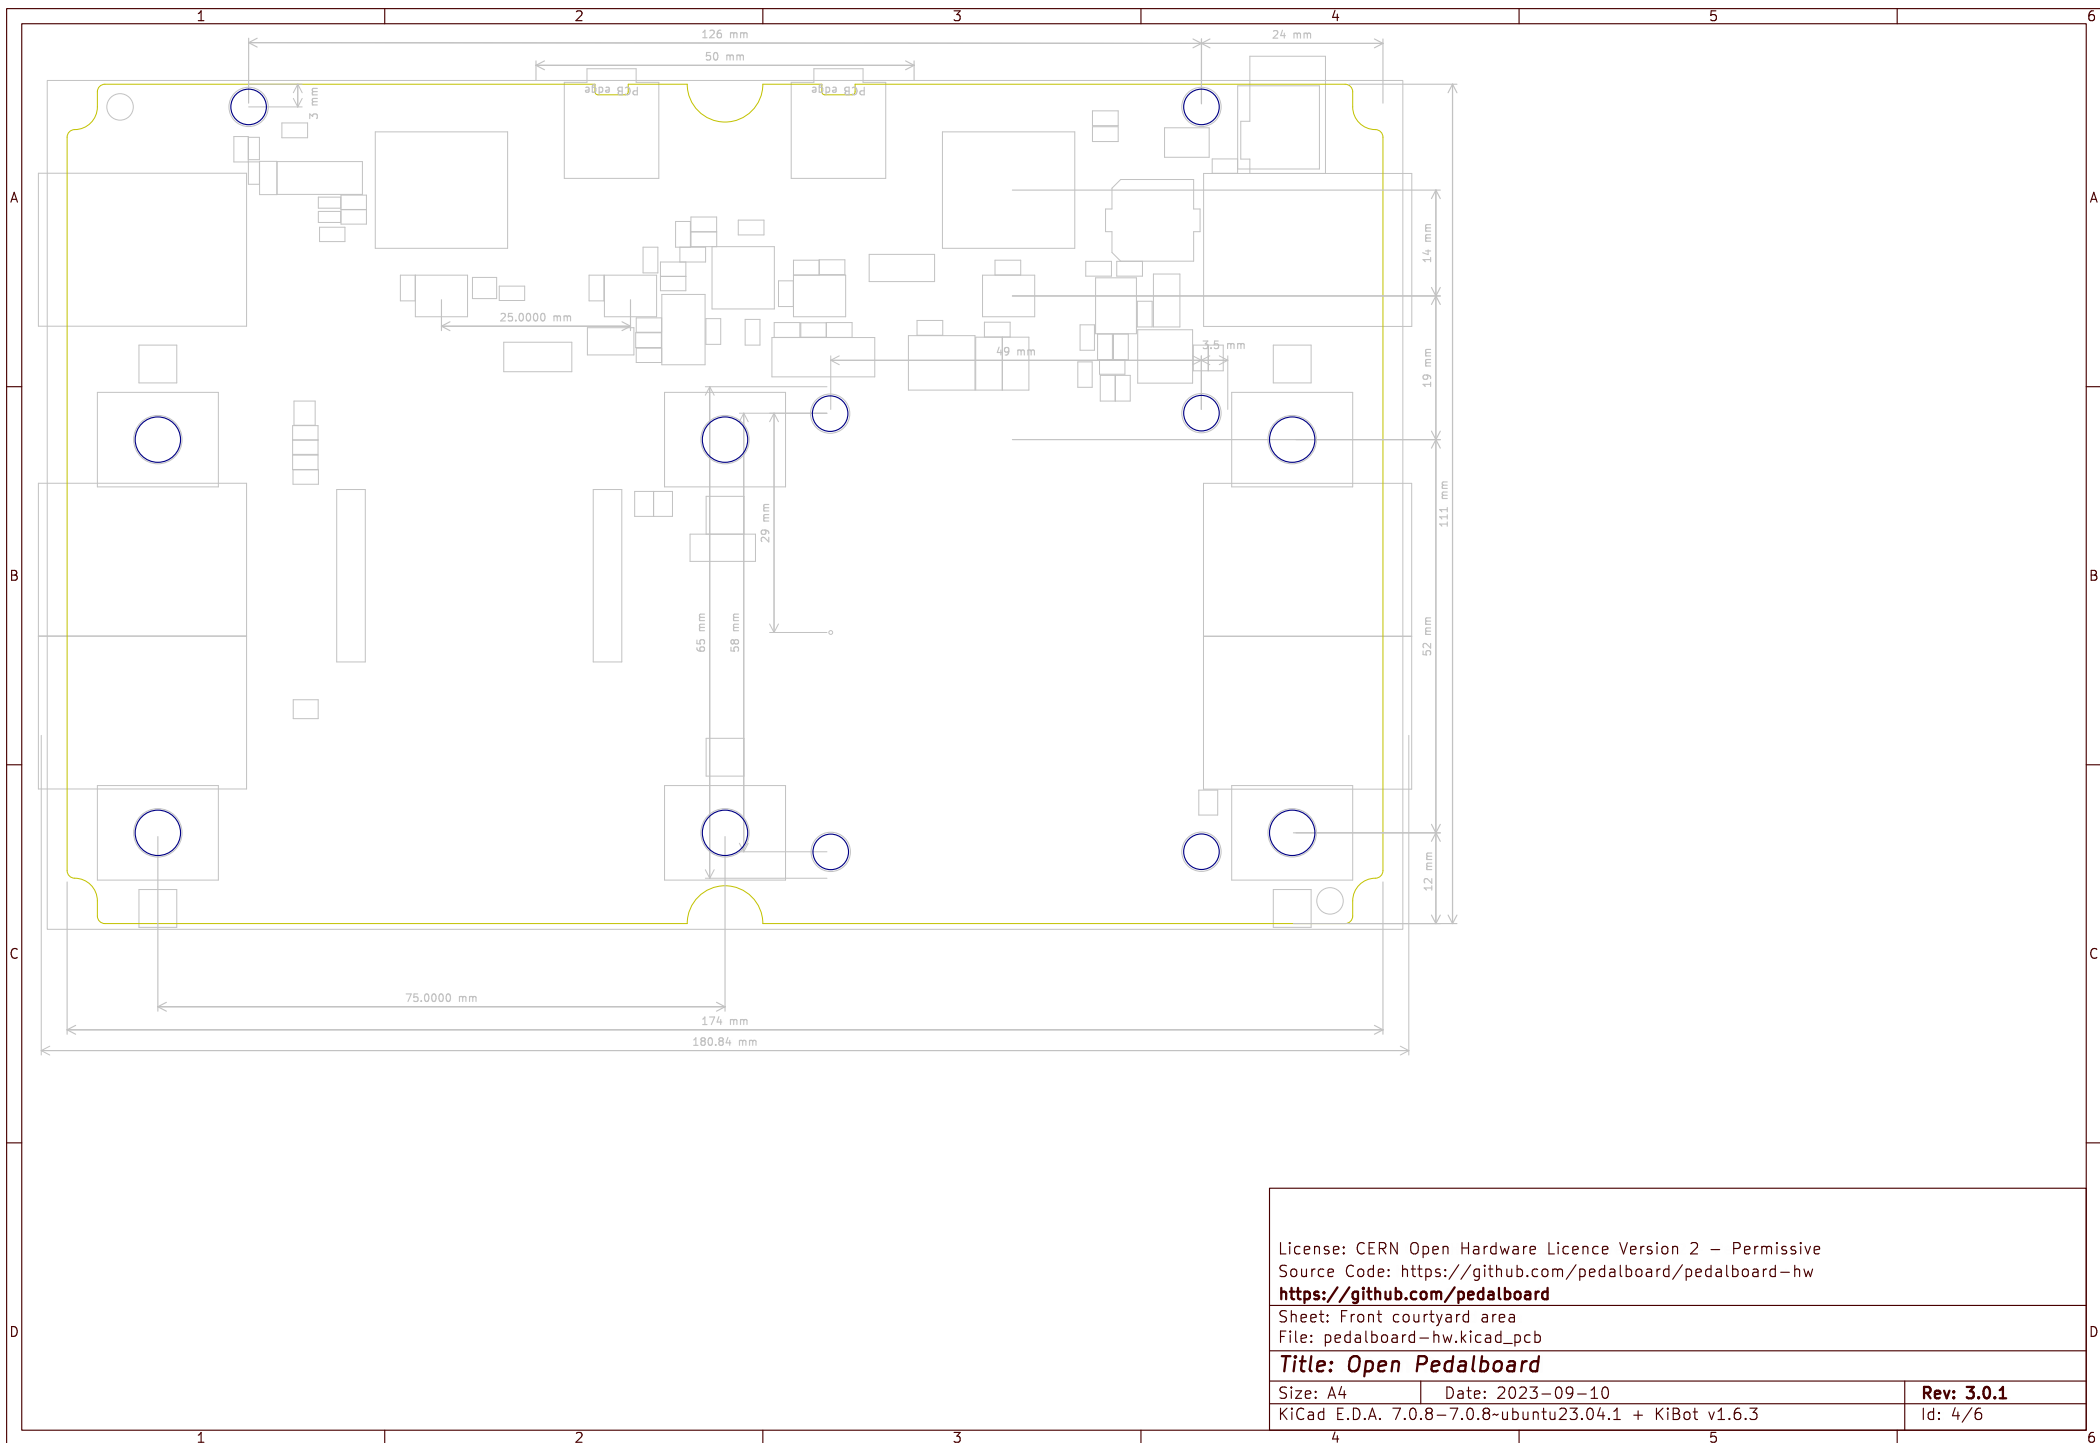 1 2 3 4 5 6
126 mm
24 mm
50 mm
3 mm
PCB edge
PCB edge
A
A
14 mm
25.0000 mm
49 mm
3.5 mm
19 mm
29 mm
111 mm
B
B
65 mm
58 mm
52 mm
12 mm
C
C
75.0000 mm
174 mm
180.84 mm
License: CERN Open Hardware Licence Version 2 – Permissive
Source Code: https://github.com/pedalboard/pedalboard-hw
https://github.com/pedalboard
Sheet: Front courtyard area
File: pedalboard-hw.kicad_pcb
D
D
Title: Open Pedalboard
Size: A4
Date: 2023-09-10
Rev: 3.0.1
KiCad E.D.A. 7.0.8-7.0.8~ubuntu23.04.1 + KiBot v1.6.3
Id: 4/6
1 2 3 4 5 6